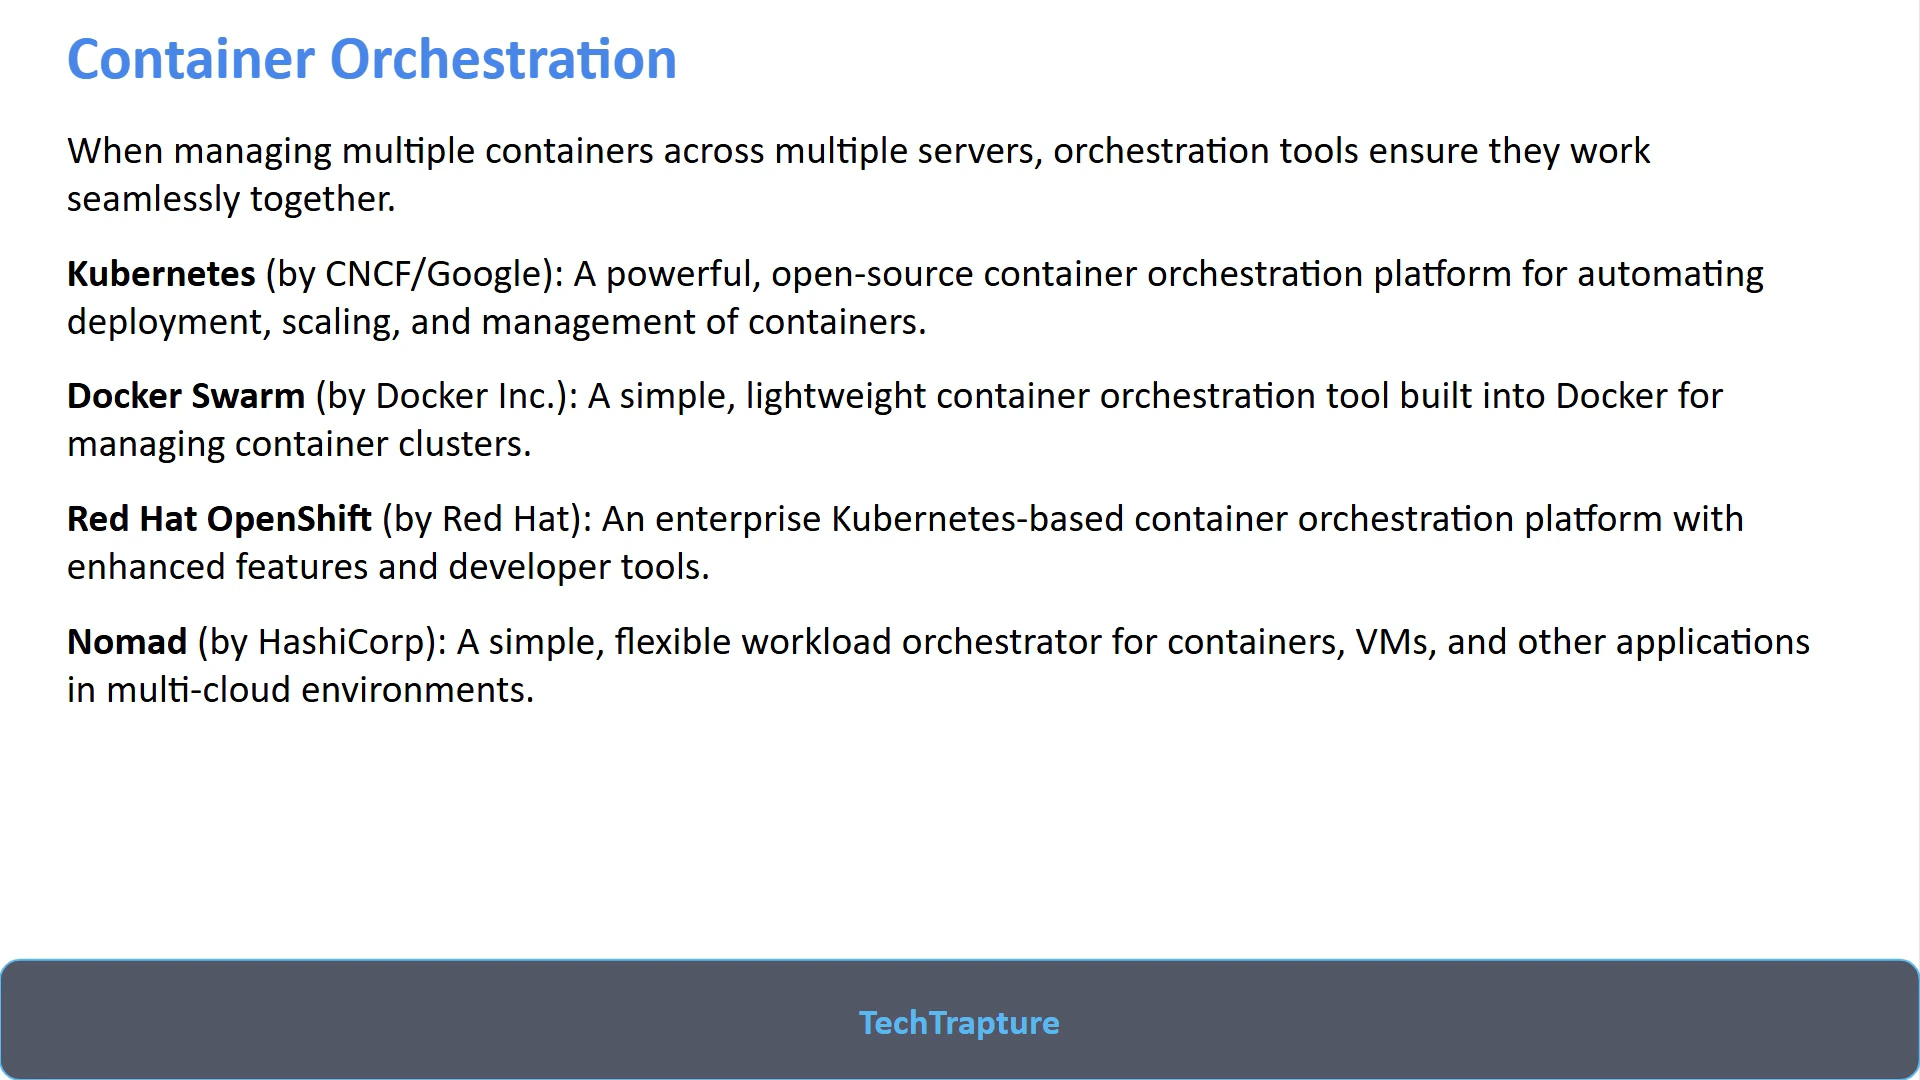 Container Orchestration
When managing multiple containers across multiple servers, orchestration tools ensure they work
seamlessly together.
Kubernetes (by CNCF/Google): A powerful, open-source container orchestration platform for automating
deployment, scaling, and management of containers.
Docker Swarm (by Docker Inc.): A simple, lightweight container orchestration tool built into Docker for
managing container clusters.
Red Hat OpenShift (by Red Hat): An enterprise Kubernetes-based container orchestration platform with
enhanced features and developer tools.
Nomad (by HashiCorp): A simple, flexible workload orchestrator for containers, VMs, and other applications
in multi-cloud environments.
TechTrapture